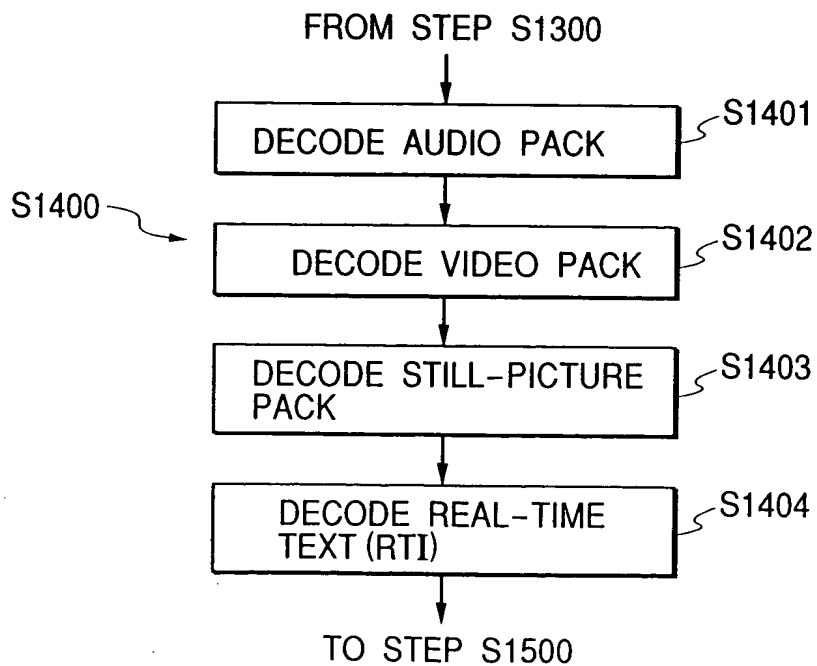 FROM STEP S1300
DECODE AUDIO PACK
S1401
S1400
DECODE VIDEO PACK
S1402
DECODE STILL-PICTURE
PACK
S1403
DECODE REAL-TIME
TEXT (RTI)
S1404
TO STEP S1500